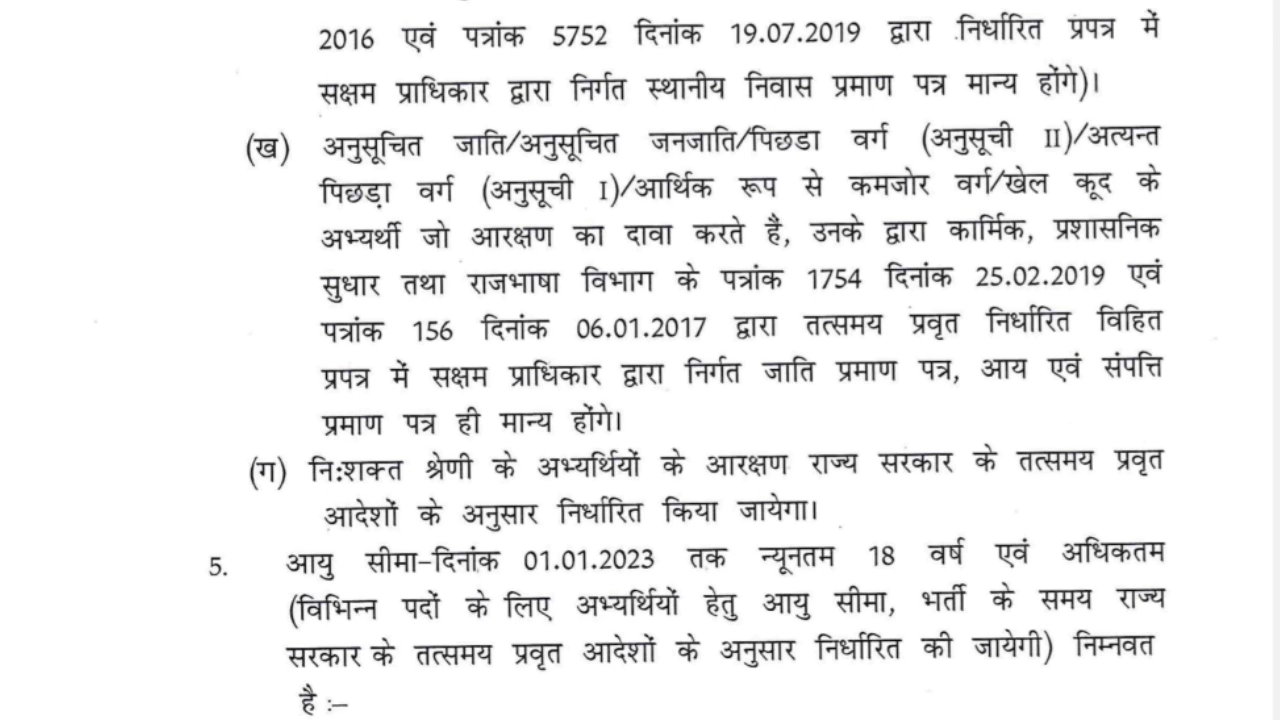 2016 एवं पत्रांक 5752 दिनांक 19.07.2019 द्वारा निर्धारित प्रपत्र में
सक्षम प्राधिकार द्वारा निर्गत स्थानीय निवास प्रमाण पत्र मान्य होंगे)।
(ख) अनुसूचित जाति/अनुसूचित जनजाति/पिछडा वर्ग (अनुसूची II)/अत्यन्त
पिछड़ा वर्ग (अनुसूची I)/आर्थिक रूप से कमजोर वर्ग/खेल कूद के
अभ्यर्थी जो आरक्षण का दावा करते है, उनके द्वारा कार्मिक, प्रशासनिक
सुधार तथा राजभाषा विभाग के पत्रांक 1754 दिनांक 25.02.2019 एवं
पत्रांक 156 दिनांक 06.01.2017 द्वारा तत्समय प्रवृत निर्धारित विहित
प्रपत्र में सक्षम प्राधिकार द्वारा निर्गत जाति प्रमाण पत्र, आय एवं संपत्ति
प्रमाण पत्र ही मान्य होंगे।
(ग) नि:शक्त श्रेणी के अभ्यर्थियों के आरक्षण राज्य सरकार के तत्समय प्रवृत
आदेशों के अनुसार निर्धारित किया जायेगा।
5. आयु सीमा–दिनांक 01.01.2023 तक न्यूनतम 18 वर्ष एवं अधिकतम
(विभिन्न पदों के लिए अभ्यर्थियों हेतु आयु सीमा, भर्ती के समय राज्य
सरकार के तत्समय प्रवृत आदेशों के अनुसार निर्धारित की जायेगी) निम्नवत
है :–